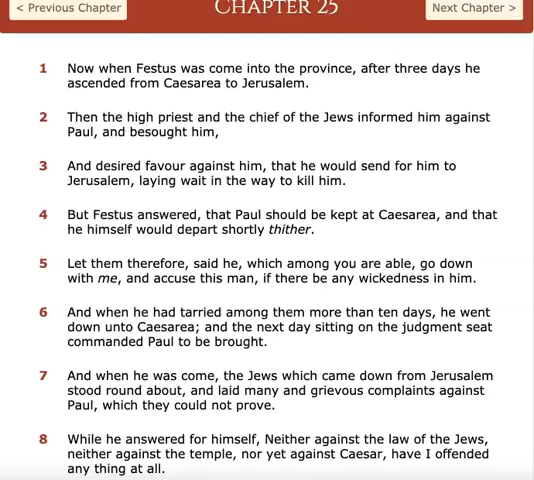 < Previous Chapter
CHAPTER 25
Next Chapter >
1 Now when Festus was come into the province, after three days he
ascended from Caesarea to Jerusalem.
2 Then the high priest and the chief of the Jews informed him against
Paul, and besought him,
3 And desired favour against him, that he would send for him to
Jerusalem, laying wait in the way to kill him.
4 But Festus answered, that Paul should be kept at Caesarea, and that
he himself would depart shortly thither.
5 Let them therefore, said he, which among you are able, go down
with me, and accuse this man, if there be any wickedness in him.
6 And when he had tarried among them more than ten days, he went
down unto Caesarea; and the next day sitting on the judgment seat
commanded Paul to be brought.
7 And when he was come, the Jews which came down from Jerusalem
stood round about, and laid many and grievous complaints against
Paul, which they could not prove.
8 While he answered for himself, Neither against the law of the Jews,
neither against the temple, nor yet against Caesar, have I offended
any thing at all.